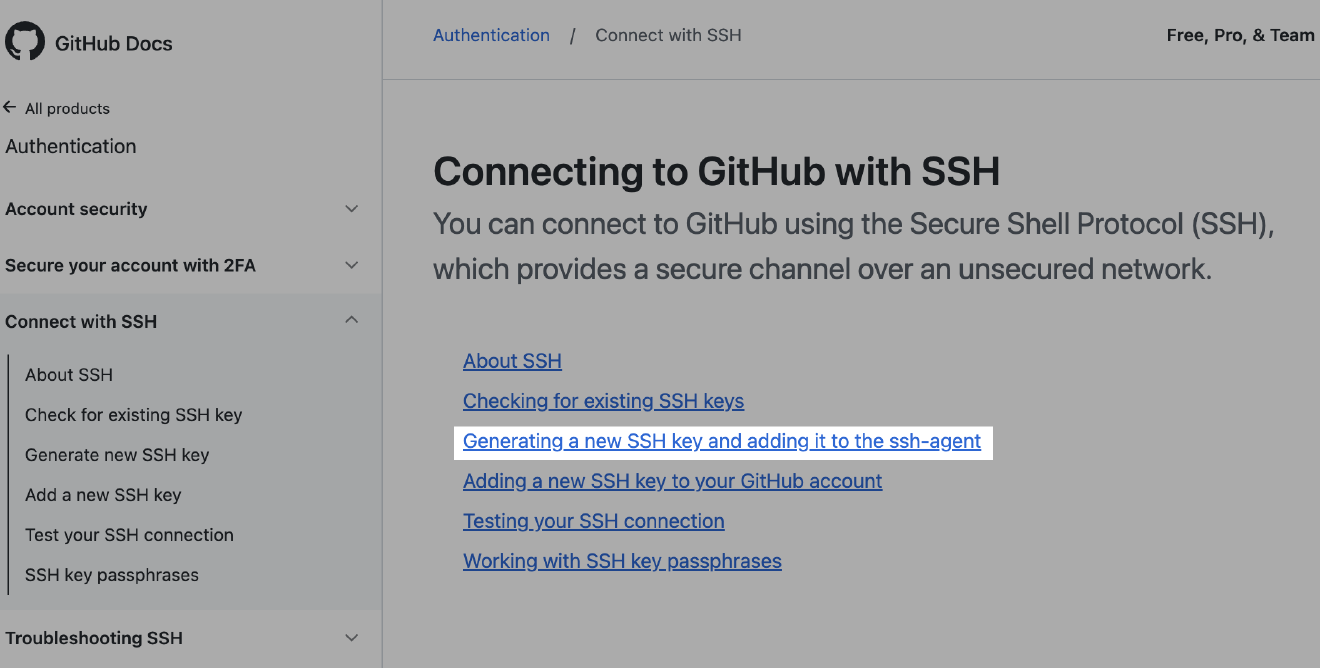 GitHub Docs
All products
Authentication
Account security
Secure your account with 2FA
Connect with SSH
About SSH
Check for existing SSH key
Generate new SSH key
Add a new SSH key
Test your SSH connection
SSH key passphrases
Troubleshooting SSH
Authentication / Connect with SSH
Free, Pro, & Team
Connecting to GitHub with SSH
You can connect to GitHub using the Secure Shell Protocol (SSH),
which provides a secure channel over an unsecured network.
About SSH
Checking for existing SSH keys
Generating a new SSH key and adding it to the ssh-agent
Adding a new SSH key to your GitHub account
Testing your SSH connection
Working with SSH key passphrases